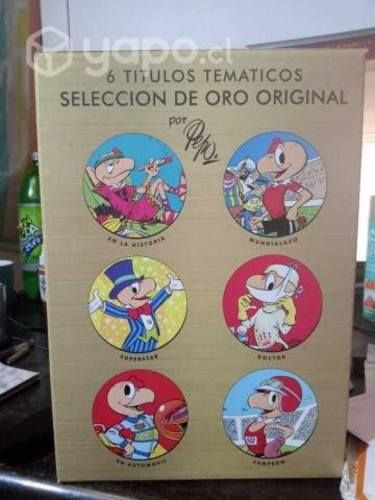 yapo.cl
6 TITULOS TEMATICOS
SELECCION DE ORO ORIGINAL
por
Pepo.
EN LA HISTORIA
MUNDIALAZO
SUPERSTAR
DOCTOR
EN AUTOMOVIL
CAMPEON